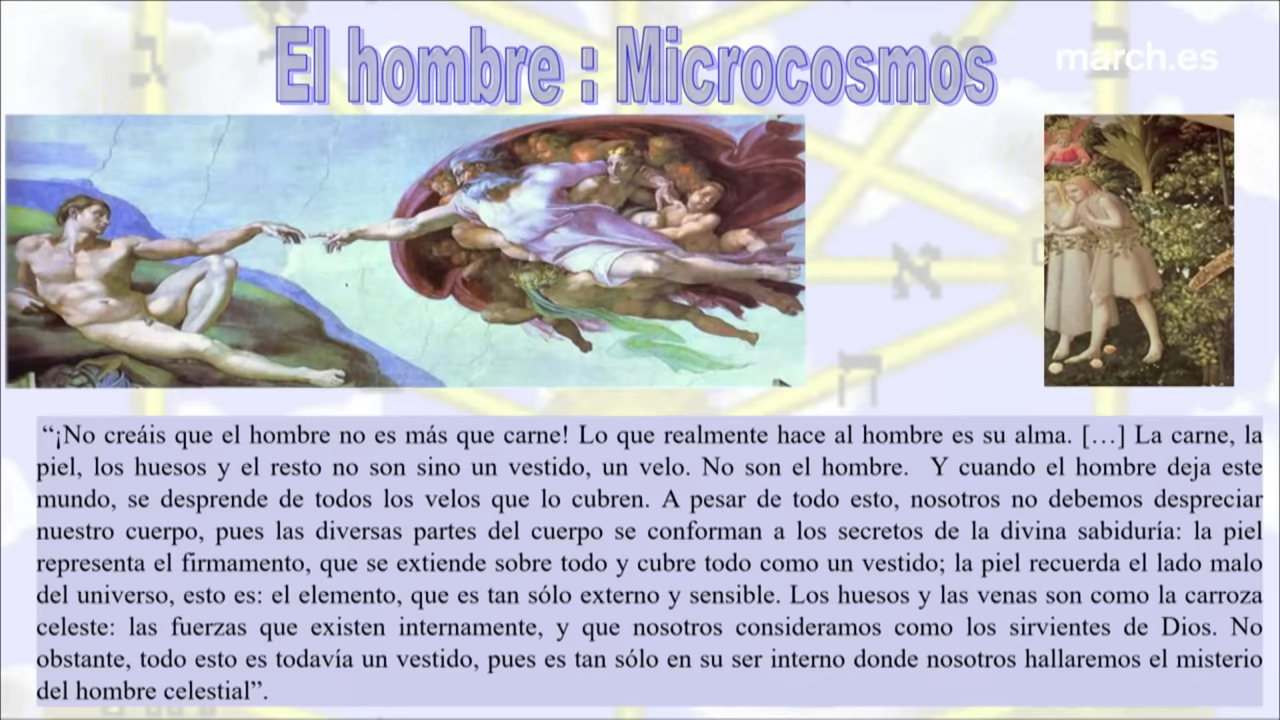 El hombre : Microcosmos
march.es
א
ח
“¡No creáis que el hombre no es más que carne! Lo que realmente hace al hombre es su alma. […] La carne, la
piel, los huesos y el resto no son sino un vestido, un velo. No son el hombre. Y cuando el hombre deja este
mundo, se desprende de todos los velos que lo cubren. A pesar de todo esto, nosotros no debemos despreciar
nuestro cuerpo, pues las diversas partes del cuerpo se conforman a los secretos de la divina sabiduría: la piel
representa el firmamento, que se extiende sobre todo y cubre todo como un vestido; la piel recuerda el lado malo
del universo, esto es: el elemento, que es tan sólo externo y sensible. Los huesos y las venas son como la carroza
celeste: las fuerzas que existen internamente, y que nosotros consideramos como los sirvientes de Dios. No
obstante, todo esto es todavía un vestido, pues es tan sólo en su ser interno donde nosotros hallaremos el misterio
del hombre celestial”.